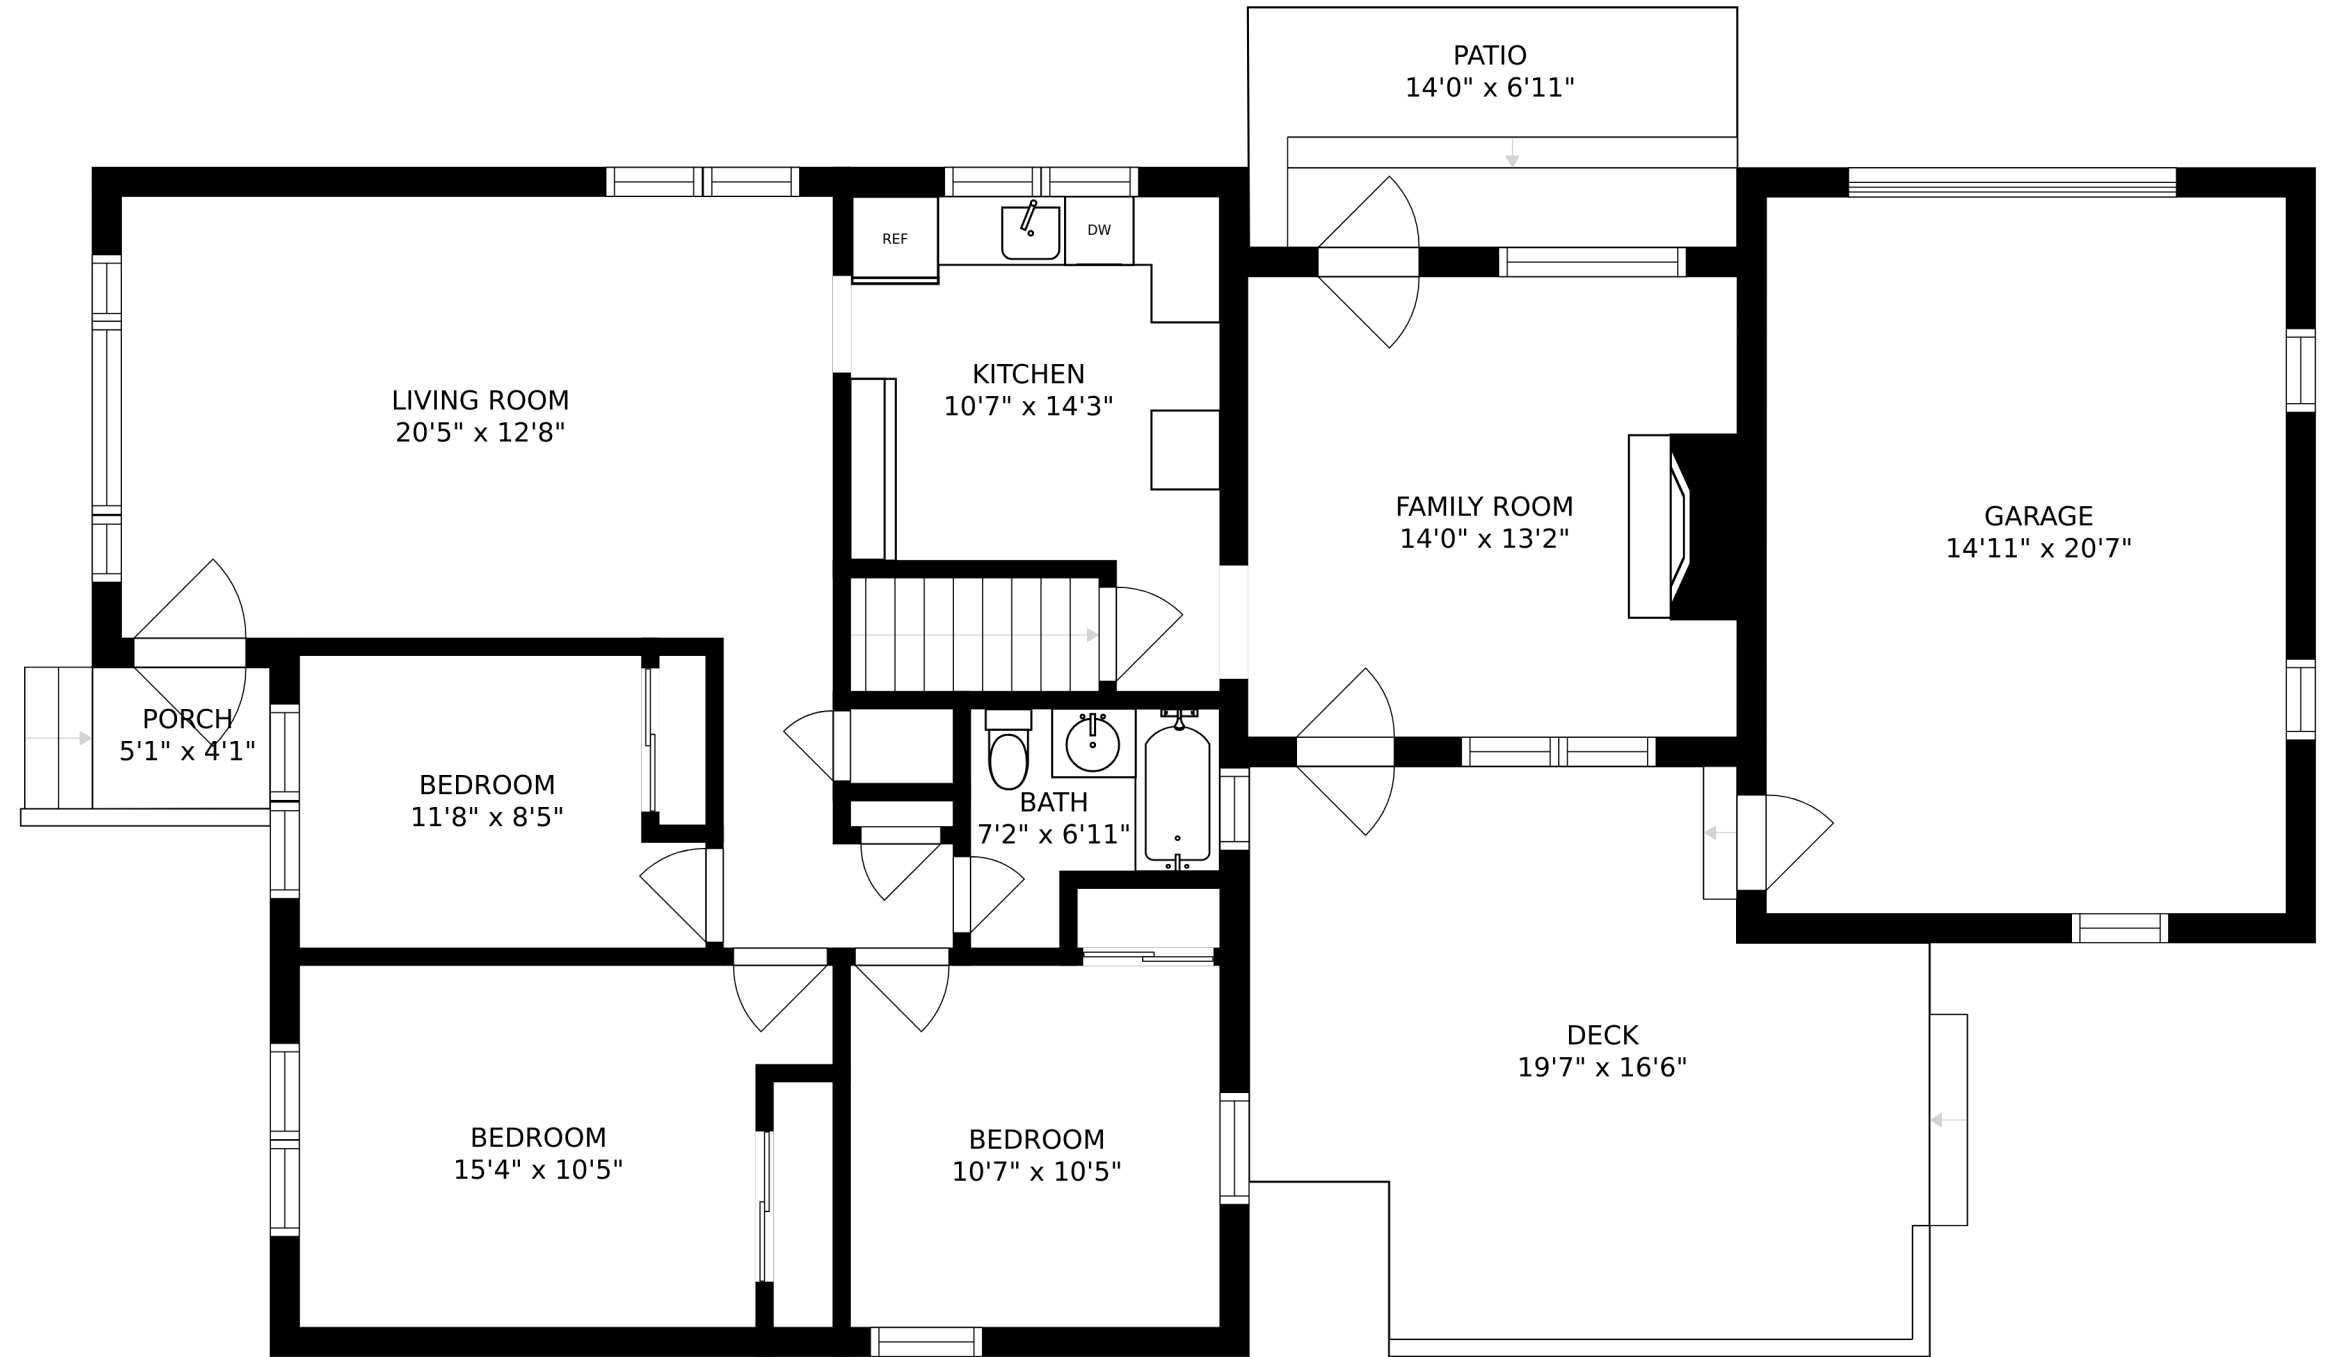 PATIO
14'0" x 6'11"
REF
DW
LIVING ROOM
20'5" x 12'8"
KITCHEN
10'7" x 14'3"
FAMILY ROOM
14'0" x 13'2"
GARAGE
14'11" x 20'7"
PORCH
5'1" x 4'1"
BEDROOM
11'8" x 8'5"
BATH
7'2" x 6'11"
DECK
19'7" x 16'6"
BEDROOM
15'4" x 10'5"
BEDROOM
10'7" x 10'5"